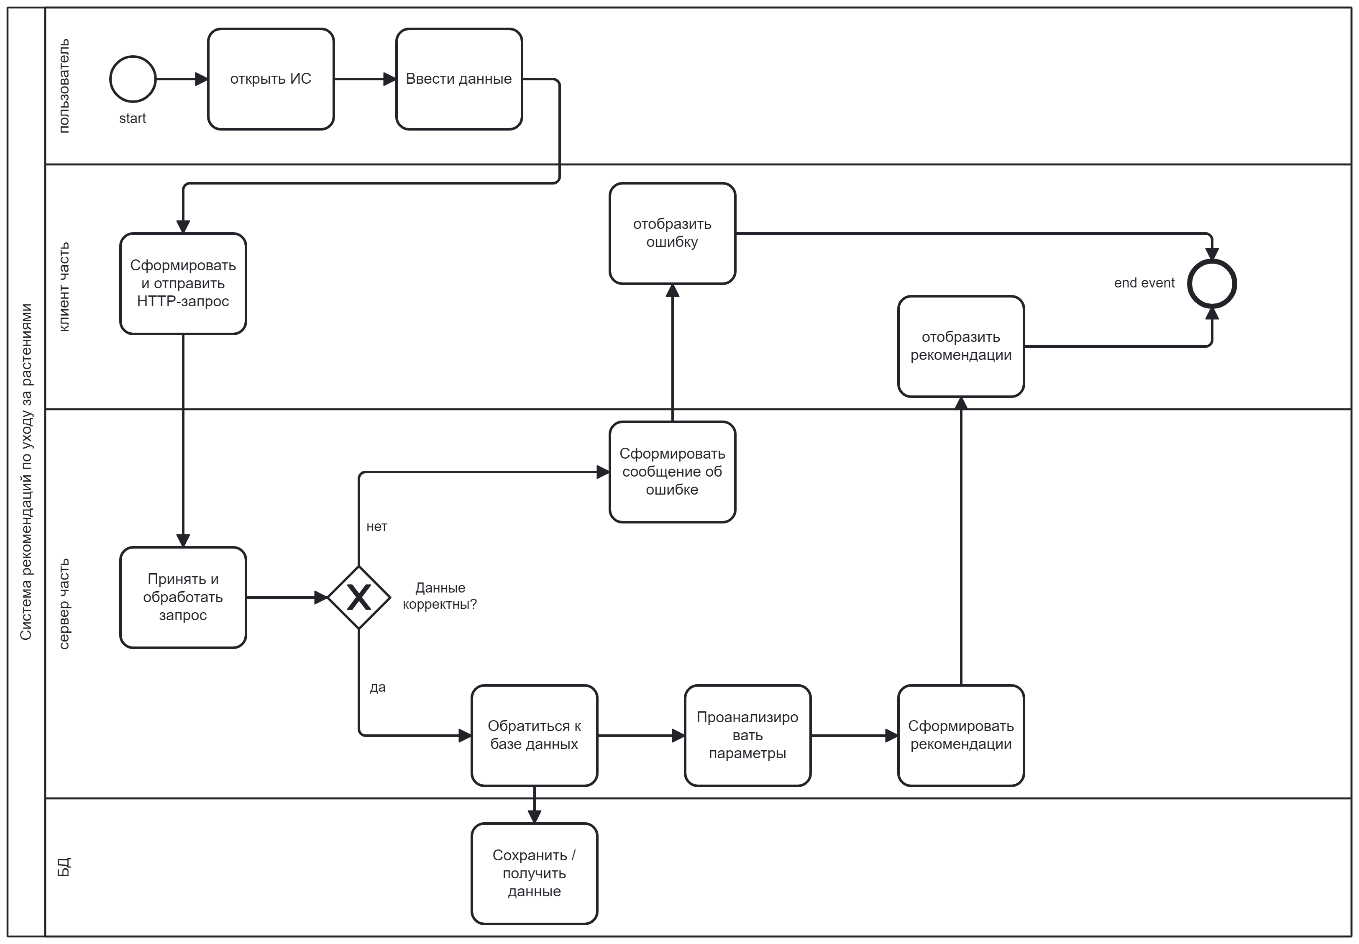 Система рекомендаций по уходу за растениями
пользователь
start
открыть ИС
Ввести данные
клиент часть
Сформировать
и отправить
HTTP-запрос
отобразить
ошибку
end event
отобразить
рекомендации
сервер часть
Сформировать
сообщение об
ошибке
нет
Принять и
обработать
запрос
X
Данные
корректны?
да
Обратиться к
базе данных
Проанализиро
вать
параметры
Сформировать
рекомендации
БД
Сохранить /
получить
данные